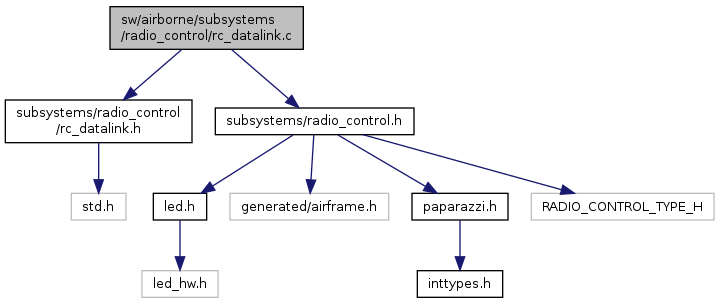 sw/airborne/subsystems
/radio_control/rc_datalink.c
subsystems/radio_control
/rc_datalink.h
subsystems/radio_control.h
std.h
led.h
generated/airframe.h
paparazzi.h
RADIO_CONTROL_TYPE_H
led_hw.h
inttypes.h